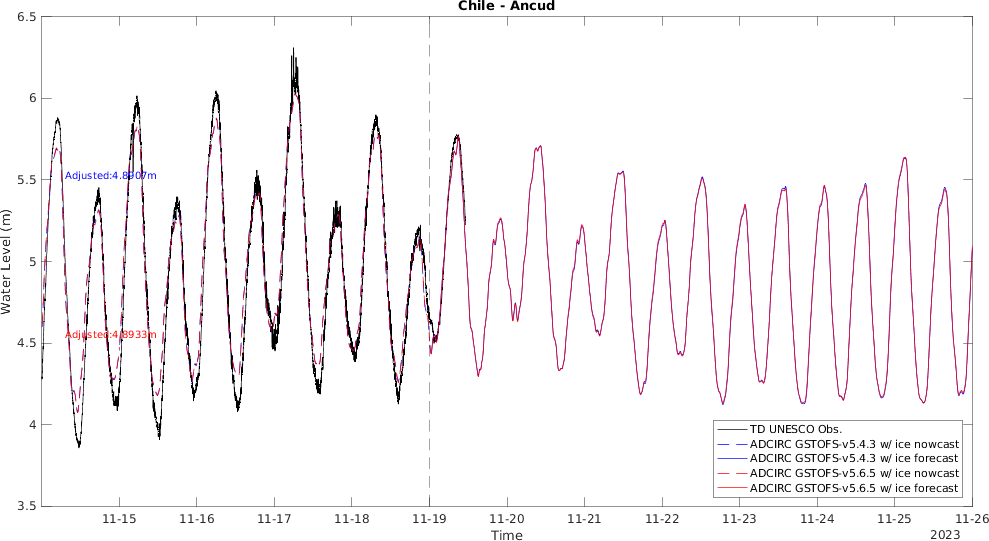 Chile - Ancud
6.5
6
5.5
5
4.5
4
3.5
Water Level (m)
Adjusted:4.8907m
Adjusted:4.8933m
TD UNESCO Obs.
ADCIRC GSTOFS-v5.4.3 w/ ice nowcast
ADCIRC GSTOFS-v5.4.3 w/ ice forecast
ADCIRC GSTOFS-v5.6.5 w/ ice nowcast
ADCIRC GSTOFS-v5.6.5 w/ ice forecast
11-15 11-16 11-17 11-18 11-19 11-20 11-21 11-22 11-23 11-24 11-25 11-26
Time
2023